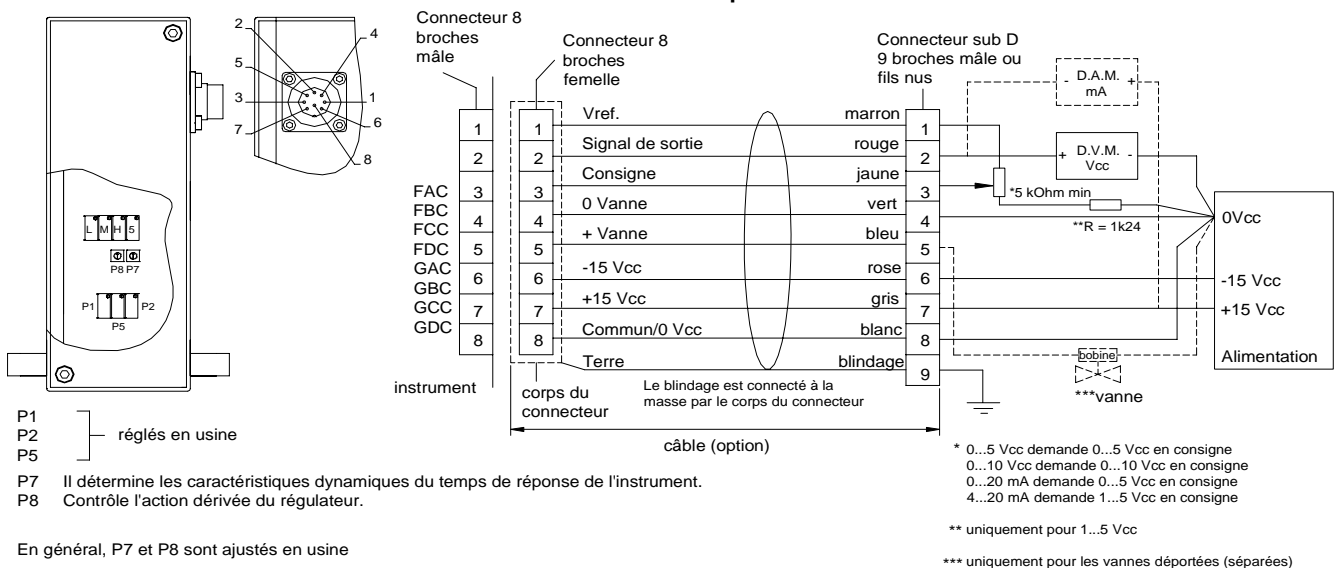 2
4
5
3
1
7
6
8
L M H 5
P8 P7
P1
P2
P5
Connecteur 8
broches
mâle
Connecteur 8
broches
femelle
Connecteur sub D
9 broches mâle ou
fils nus
FAC
FBC
FCC
FDC
GAC
GBC
GCC
GDC
1
2
3
4
5
6
7
8
instrument
1
2
3
4
5
6
7
8
corps du
connecteur
Vref.
marron
Signal de sortie
rouge
Consigne
jaune
0 Vanne
vert
+ Vanne
bleu
-15 Vcc
rose
+15 Vcc
gris
Commun/0 Vcc
blanc
Terre
blindage
Le blindage est connecté à la
masse par le corps du connecteur
câble (option)
1
2
3
4
5
6
7
8
9
- D.A.M. +
mA
+ D.V.M. -
Vcc
*5 kOhm min
**R = 1k24
0Vcc
-15 Vcc
+15 Vcc
Alimentation
bobine
***vanne
P1
P2
P5
réglés en usine
P7 Il détermine les caractéristiques dynamiques du temps de réponse de l'instrument.
P8 Contrôle l'action dérivée du régulateur.
En général, P7 et P8 sont ajustés en usine
* 0...5 Vcc demande 0...5 Vcc en consigne
0...10 Vcc demande 0...10 Vcc en consigne
0...20 mA demande 0...5 Vcc en consigne
4...20 mA demande 1...5 Vcc en consigne
** uniquement pour 1...5 Vcc
*** uniquement pour les vannes déportées (séparées)